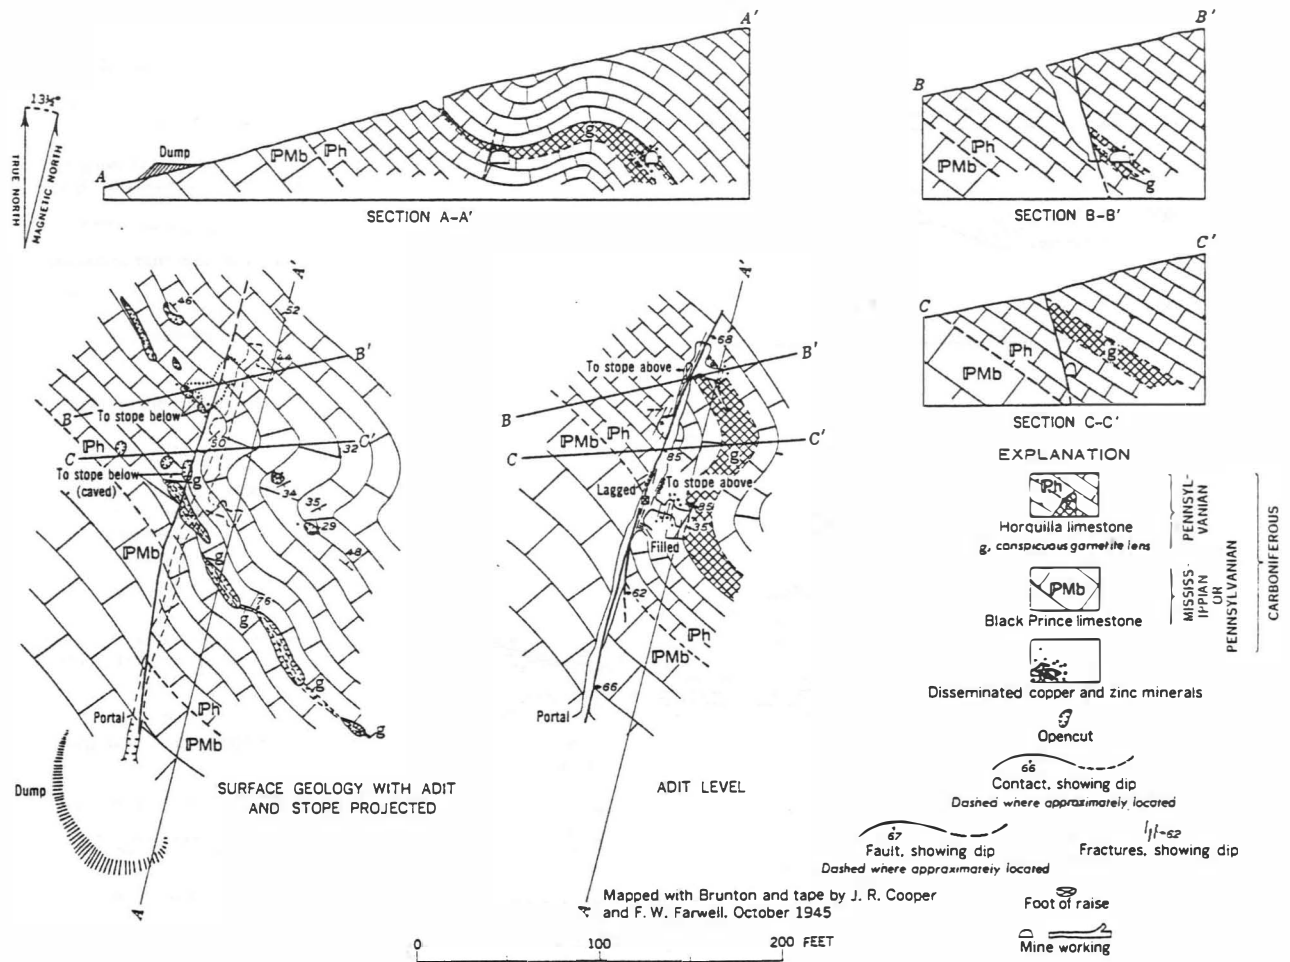 A
A'
13½°
TRUE NORTH
MAGNETIC NORTH
Dump
ℙMb
ℙh
g
SECTION A–A'
B
B'
ℙMb
ℙh
g
SECTION B–B'
C
C'
ℙh
ℙMb
g
SECTION C–C'
A'
46
52
44
B'
B
To stope below
ℙh
C
50
C'
32
To stope below
(caved)
g
34
35
29
48
ℙMb
g
76
g
g
g
ℙh
ℙMb
Portal
Dump
A
SURFACE GEOLOGY WITH ADIT
AND STOPE PROJECTED
A'
68
To stope above
B'
B
77
ℙh
ℙMb
C
C'
85
g
To stope above
Lagged
35
Filled
62
ℙh
ℙMb
66
Portal
ADIT LEVEL
A
Mapped with Brunton and tape by J. R. Cooper
and F. W. Farwell, October 1945
0 100 200 FEET
EXPLANATION
ℙh
g
Horquilla limestone
g, conspicuous garnetite lens
PENNSYL-
VANIAN
ℙMb
Black Prince limestone
MISSIS-
IPPIAN
OR
PENNSYLVANIAN
CARBONIFEROUS
Disseminated copper and zinc minerals
Opencut
66
Contact, showing dip
Dashed where approximately located
67
Fault, showing dip
Dashed where approximately located
62
Fractures, showing dip
Foot of raise
Mine working